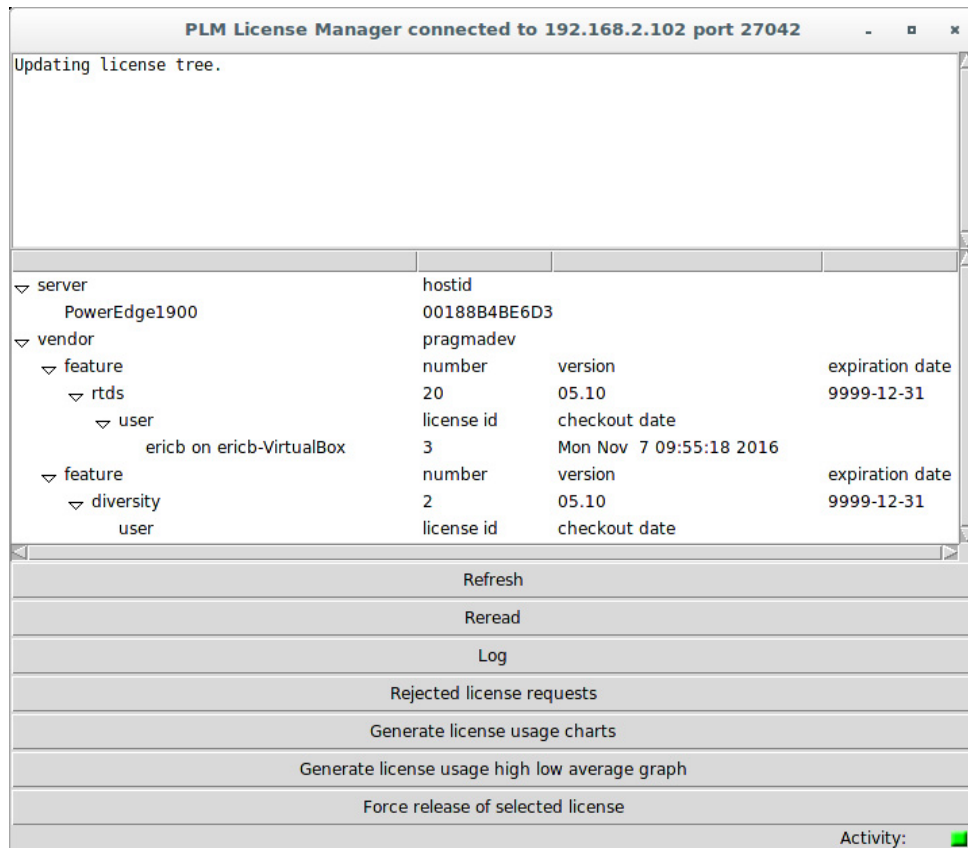 PLM License Manager connected to 192.168.2.102 port 27042
Updating license tree.
server hostid
PowerEdge1900 00188B4BE6D3
vendor pragmadev
feature number version expiration date
rtds 20 05.10 9999-12-31
user license id checkout date
ericb on ericb-VirtualBox 3 Mon Nov  7 09:55:18 2016
feature number version expiration date
diversity 2 05.10 9999-12-31
user license id checkout date
Refresh
Reread
Log
Rejected license requests
Generate license usage charts
Generate license usage high low average graph
Force release of selected license
Activity: